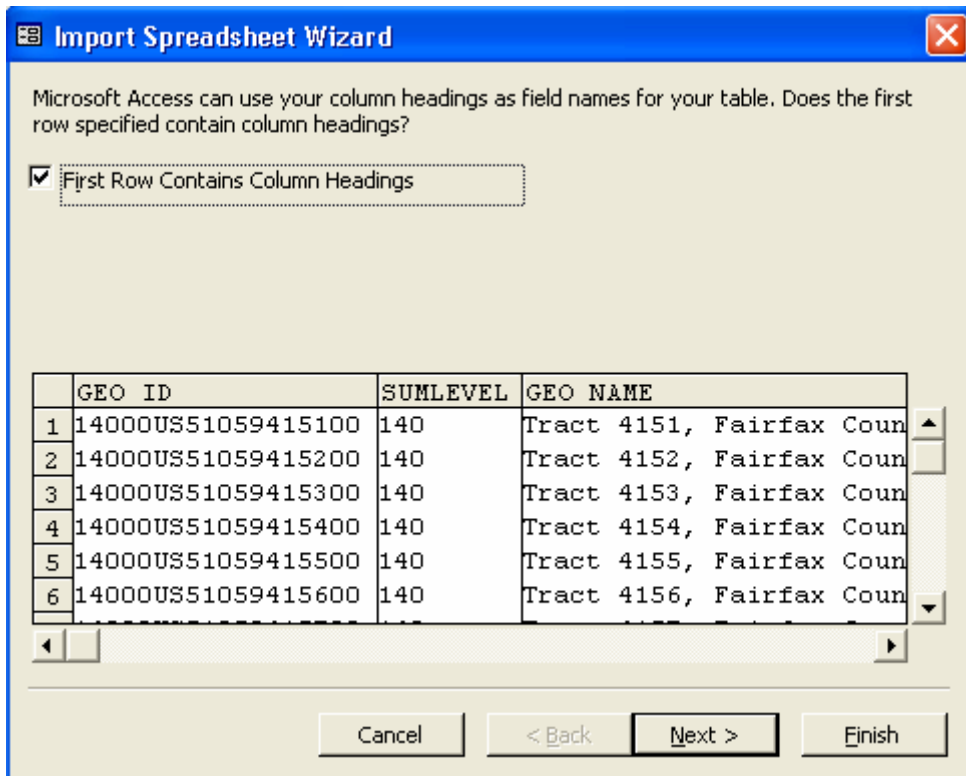 Import Spreadsheet Wizard
Microsoft Access can use your column headings as field names for your table. Does the first
row specified contain column headings?
First Row Contains Column Headings
GEO ID SUMLEVEL GEO NAME
1 14000US51059415100 140 Tract 4151, Fairfax Coun
2 14000US51059415200 140 Tract 4152, Fairfax Coun
3 14000US51059415300 140 Tract 4153, Fairfax Coun
4 14000US51059415400 140 Tract 4154, Fairfax Coun
5 14000US51059415500 140 Tract 4155, Fairfax Coun
6 14000US51059415600 140 Tract 4156, Fairfax Coun
Cancel < Back Next > Finish